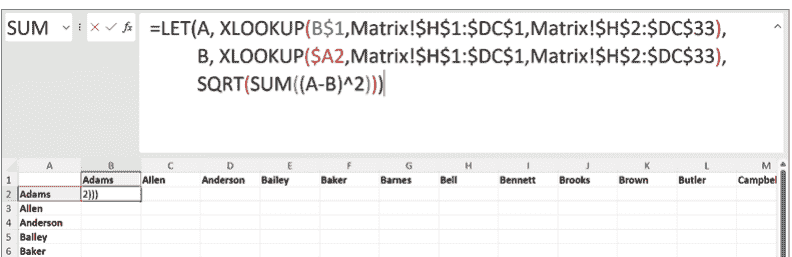 SUM fx =LET(A, XLOOKUP(B$1,Matrix!$H$1:$DC$1,Matrix!$H$2:$DC$33),
B, XLOOKUP($A2,Matrix!$H$1:$DC$1,Matrix!$H$2:$DC$33),
SQRT(SUM((A-B)^2)))
A B C D E F G H I J K L M
1 Adams Allen Anderson Bailey Baker Barnes Bell Bennett Brooks Brown Butler Campbel
2 Adams 2)))
3 Allen
4 Anderson
5 Bailey
6 Baker